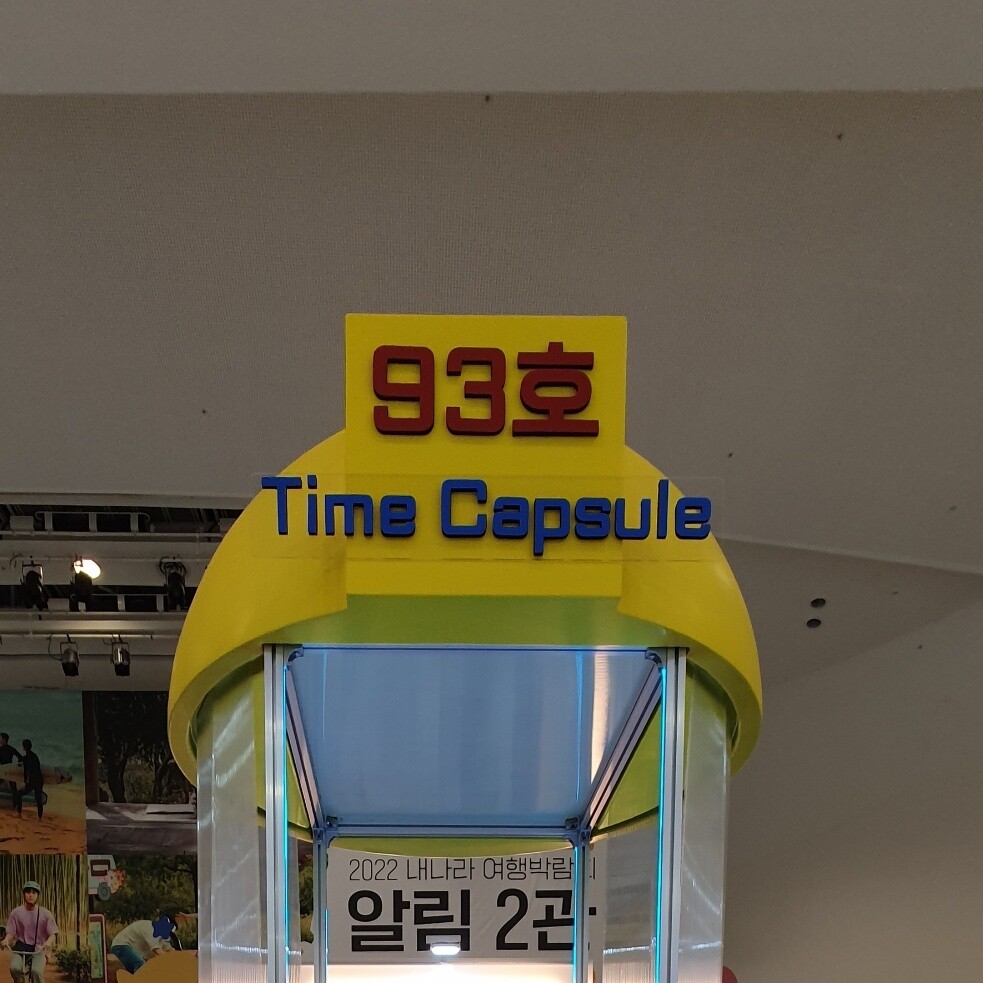 93호
Time Capsule
2022 내나라 여행박람
알림 2관